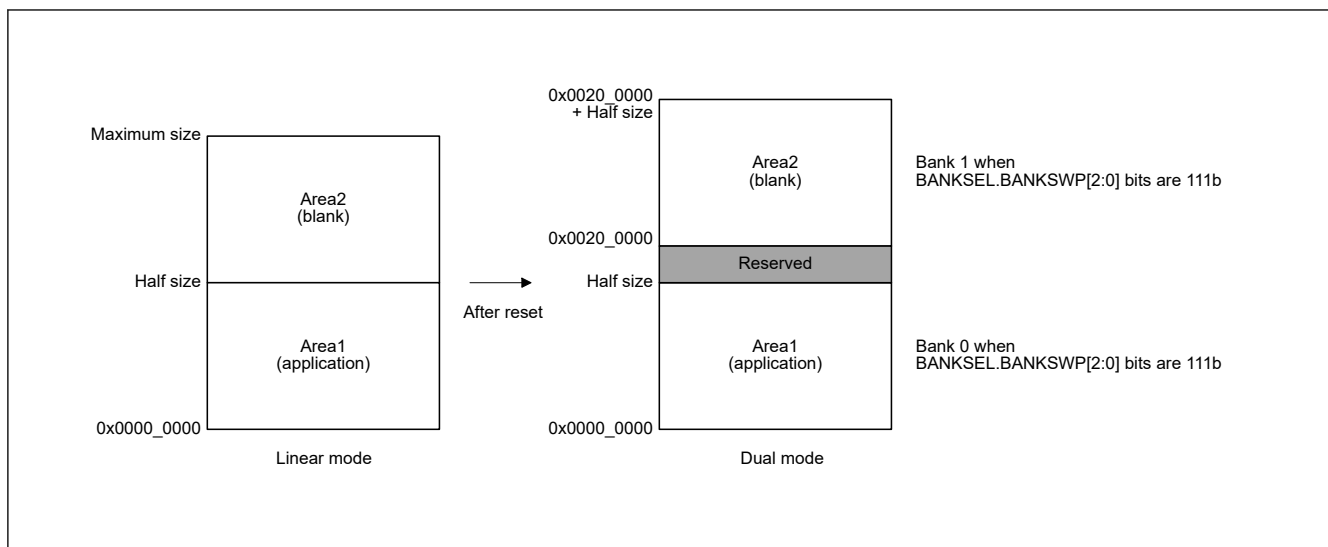 Maximum size
Area2
(blank)
Half size
Area1
(application)
0x0000_0000
Linear mode
After reset
0x0020_0000
+ Half size
Area2
(blank)
0x0020_0000
Reserved
Half size
Area1
(application)
0x0000_0000
Dual mode
Bank 1 when
BANKSEL.BANKSWP[2:0] bits are 111b
Bank 0 when
BANKSEL.BANKSWP[2:0] bits are 111b